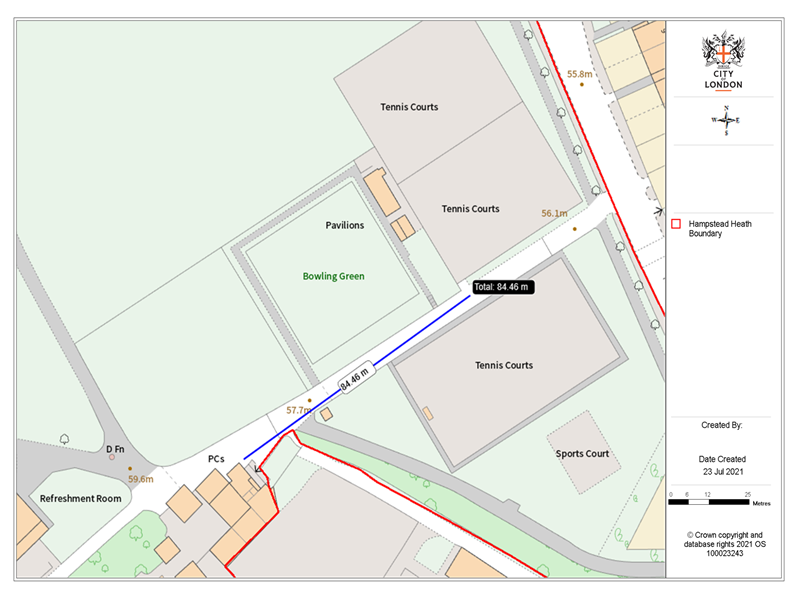 Tennis Courts
55.8m
Tennis Courts
56.1m
Pavilions
Bowling Green
Total: 84.46 m
84.46 m
Tennis Courts
57.7m
D Fn
PCs
59.6m
Refreshment Room
Sports Court
CITY
OF
LONDON
N
W E
S
Hampstead Heath
Boundary
Created By:
Date Created
23 Jul 2021
0 6 12 25
Metres
© Crown copyright and
database rights 2021 OS
100023243